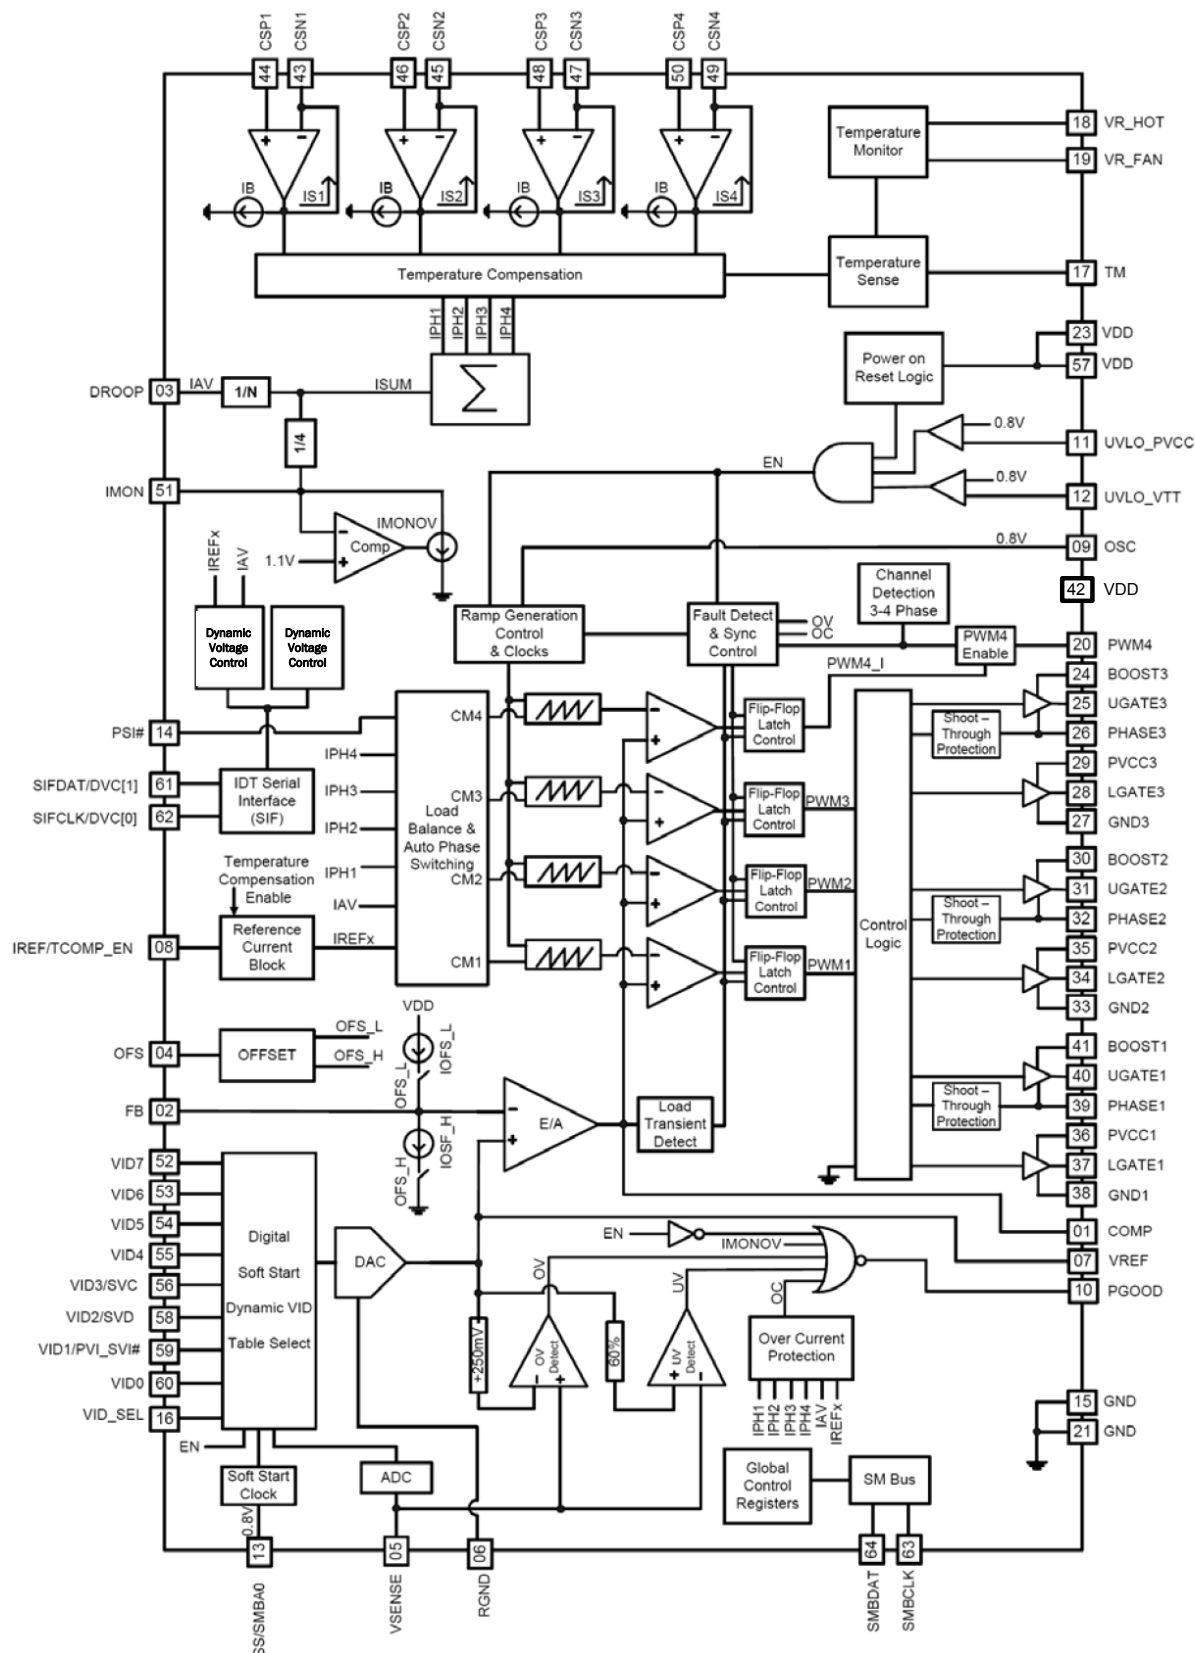 CSP1
CSN1
CSP2
CSN2
CSP3
CSN3
CSP4
CSN4
44
43
46
45
48
47
50
49
+
−
+
−
+
−
+
−
IB
IS1
IB
IS2
IB
IS3
IB
IS4
Temperature
Monitor
18
VR_HOT
19
VR_FAN
Temperature Compensation
Temperature
Sense
17
TM
IPH1
IPH2
IPH3
IPH4
Σ
Power on
Reset Logic
23
VDD
57
VDD
DROOP
03
IAV
1/N
ISUM
1/4
0.8V
11
UVLO_PVCC
EN
0.8V
12
UVLO_VTT
IMON
51
IMONOV
−
Comp
+
1.1V
0.8V
09
OSC
42
VDD
IREFx
IAV
Dynamic
Voltage
Control
Dynamic
Voltage
Control
Ramp Generation
Control
& Clocks
Fault Detect
& Sync
Control
OV
OC
Channel
Detection
3-4 Phase
PWM4
Enable
20
PWM4
PWM4_I
PSI#
14
SIFDAT/DVC[1]
61
SIFCLK/DVC[0]
62
IDT Serial
Interface
(SIF)
IPH4
IPH3
IPH2
IPH1
IAV
IREFx
Load
Balance &
Auto Phase
Switching
CM4
CM3
CM2
CM1
−
+
−
+
−
+
−
+
Flip-Flop
Latch
Control
Flip-Flop
Latch
Control
PWM3
Flip-Flop
Latch
Control
PWM2
Flip-Flop
Latch
Control
PWM1
Control
Logic
24
BOOST3
25
UGATE3
Shoot –
Through
Protection
26
PHASE3
29
PVCC3
28
LGATE3
27
GND3
30
BOOST2
31
UGATE2
Shoot –
Through
Protection
32
PHASE2
35
PVCC2
34
LGATE2
33
GND2
41
BOOST1
40
UGATE1
Shoot –
Through
Protection
39
PHASE1
36
PVCC1
37
LGATE1
38
GND1
01
COMP
07
VREF
10
PGOOD
Temperature
Compensation
Enable
IREF/TCOMP_EN
08
Reference
Current
Block
OFS
04
OFFSET
OFS_L
OFS_H
VDD
OFS_L
IOFS_L
FB
02
OFS_H
IOSF_H
−
E/A
+
Load
Transient
Detect
VID7
52
VID6
53
VID5
54
VID4
55
VID3/SVC
56
VID2/SVD
58
VID1/PVI_SVI#
59
VID0
60
VID_SEL
16
Digital
Soft Start
Dynamic VID
Table Select
DAC
EN
IMONOV
OV
UV
OC
+250mV
OV
Detect
−
+
60%
UV
Detect
+
−
Over Current
Protection
IPH1
IPH2
IPH3
IPH4
IAV
IREFx
15
GND
21
GND
EN
Soft Start
Clock
0.8V
ADC
Global
Control
Registers
SM Bus
13
05
06
64
63
SS/SMBA0
VSENSE
RGND
SMBDAT
SMBCLK